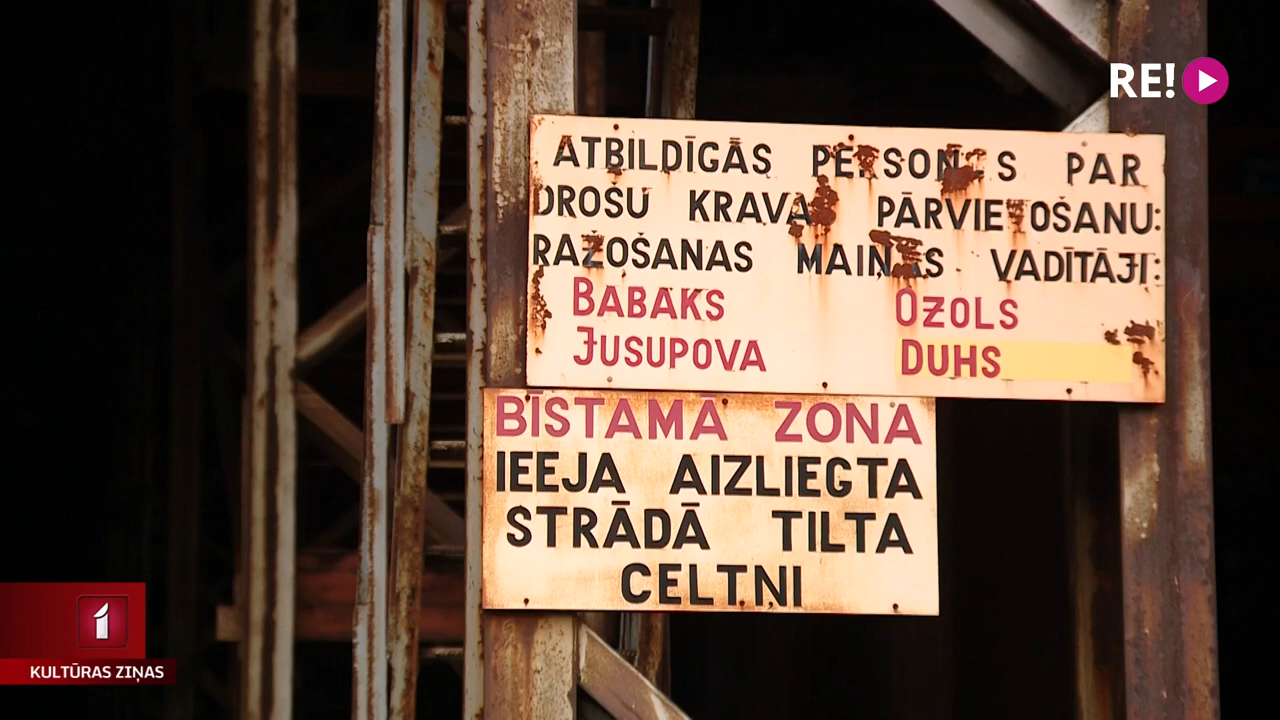 RE!
ATBILDĪGĀS PERSONAS PAR
DROŠU KRAVAS PĀRVIETOŠANU:
RAŽOŠANAS MAIŅAS VADĪTĀJI:
BABAKS OZOLS
JUSUPOVA DUHS
BĪSTAMĀ ZONA
IEEJA AIZLIEGTA
STRĀDĀ TILTA
CELTŅI
1
KULTŪRAS ZIŅAS